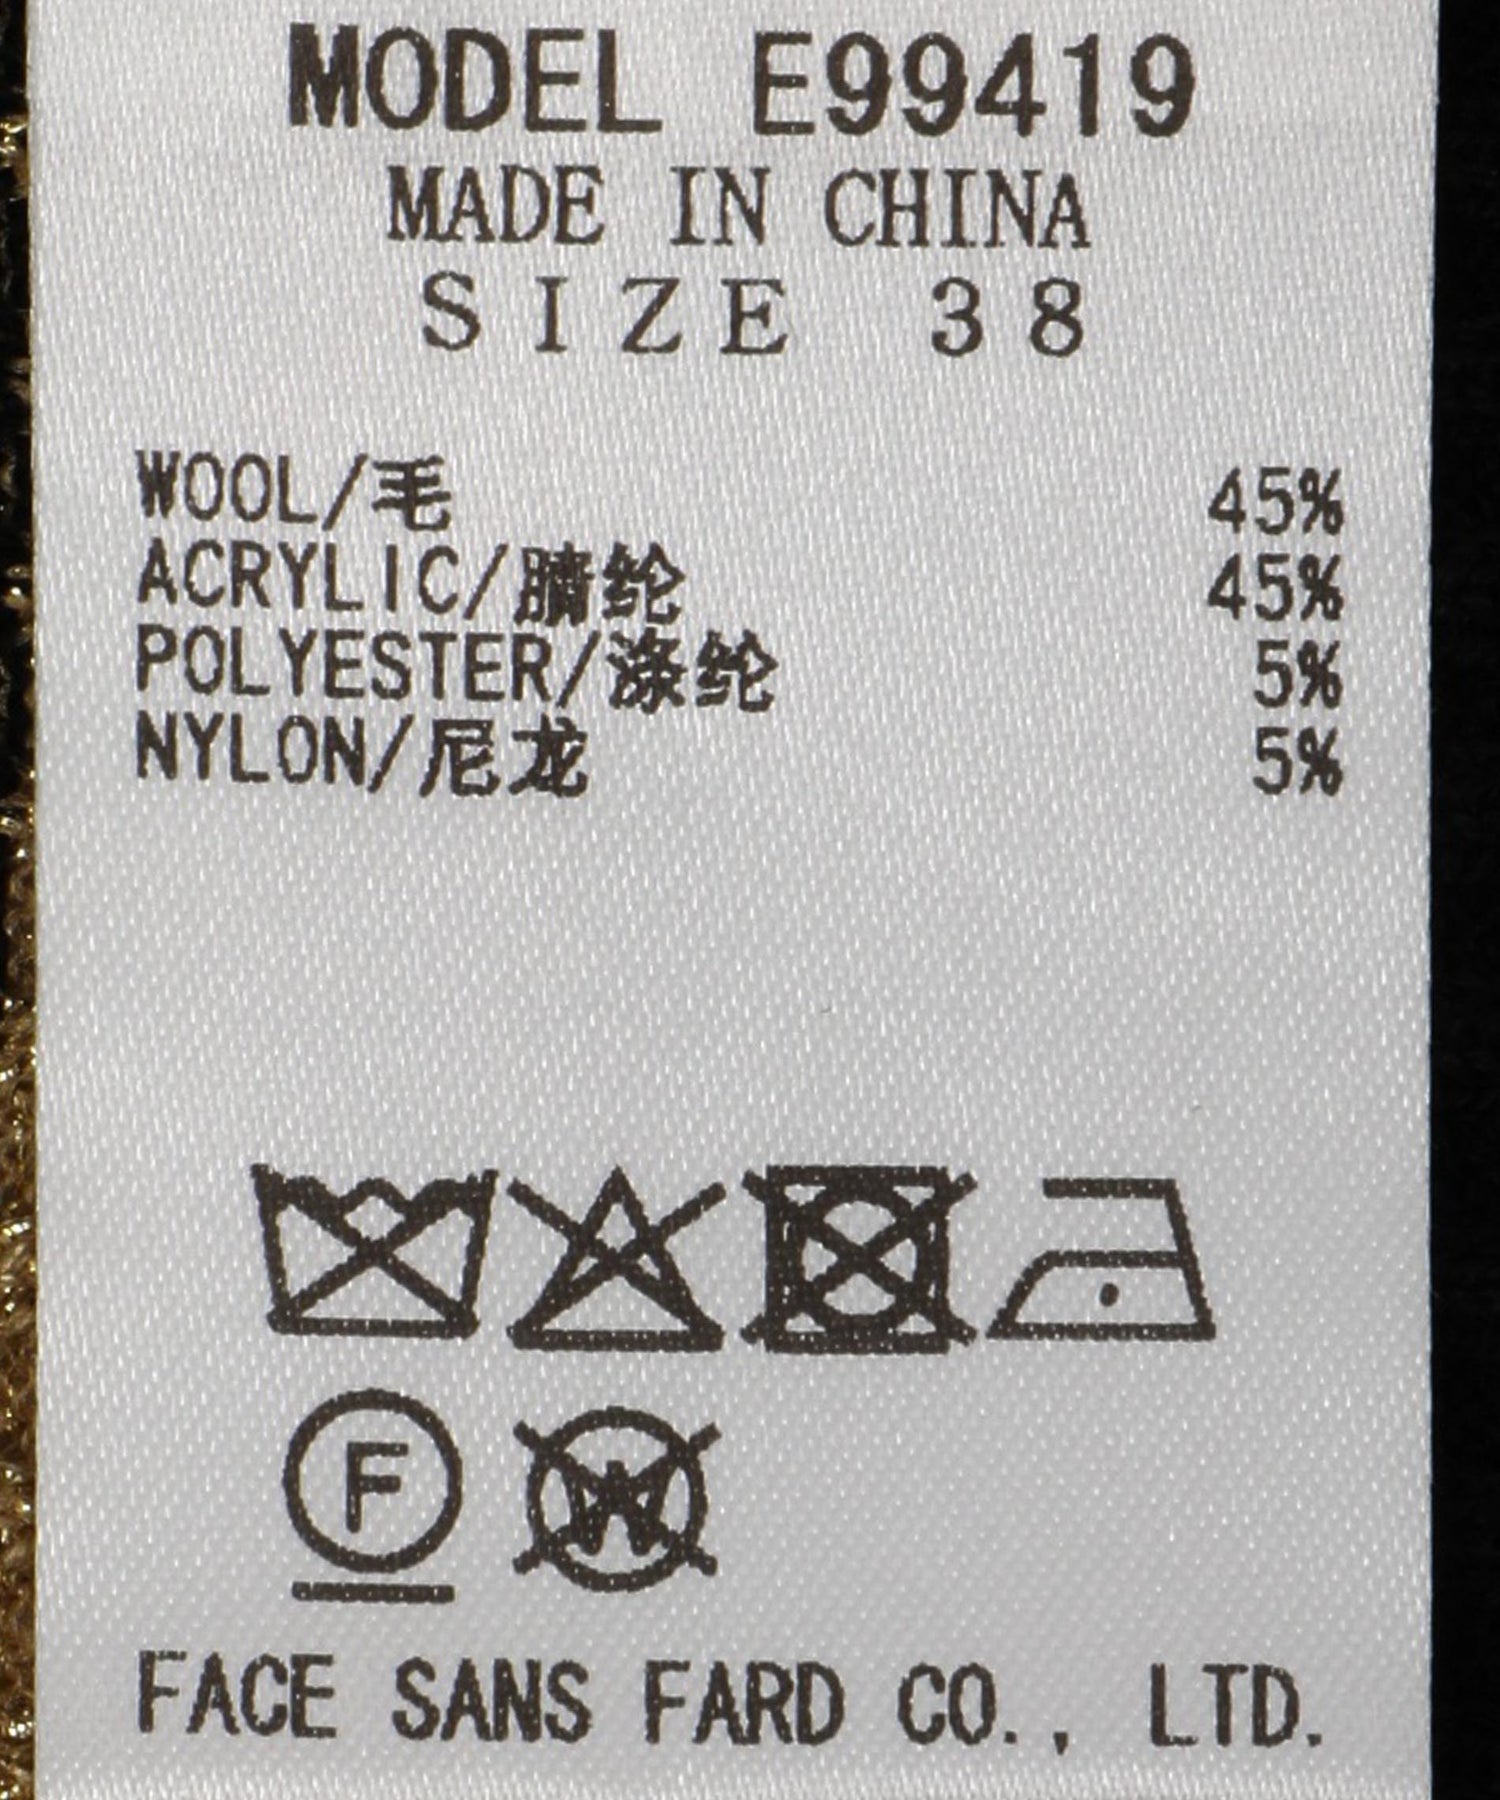 MODEL E99419
MADE IN CHINA
SIZE 38
WOOL/毛 45%
ACRYLIC/腈纶 45%
POLYESTER/涤纶 5%
NYLON/尼龙 5%
F
W
FACE SANS FARD CO., LTD.